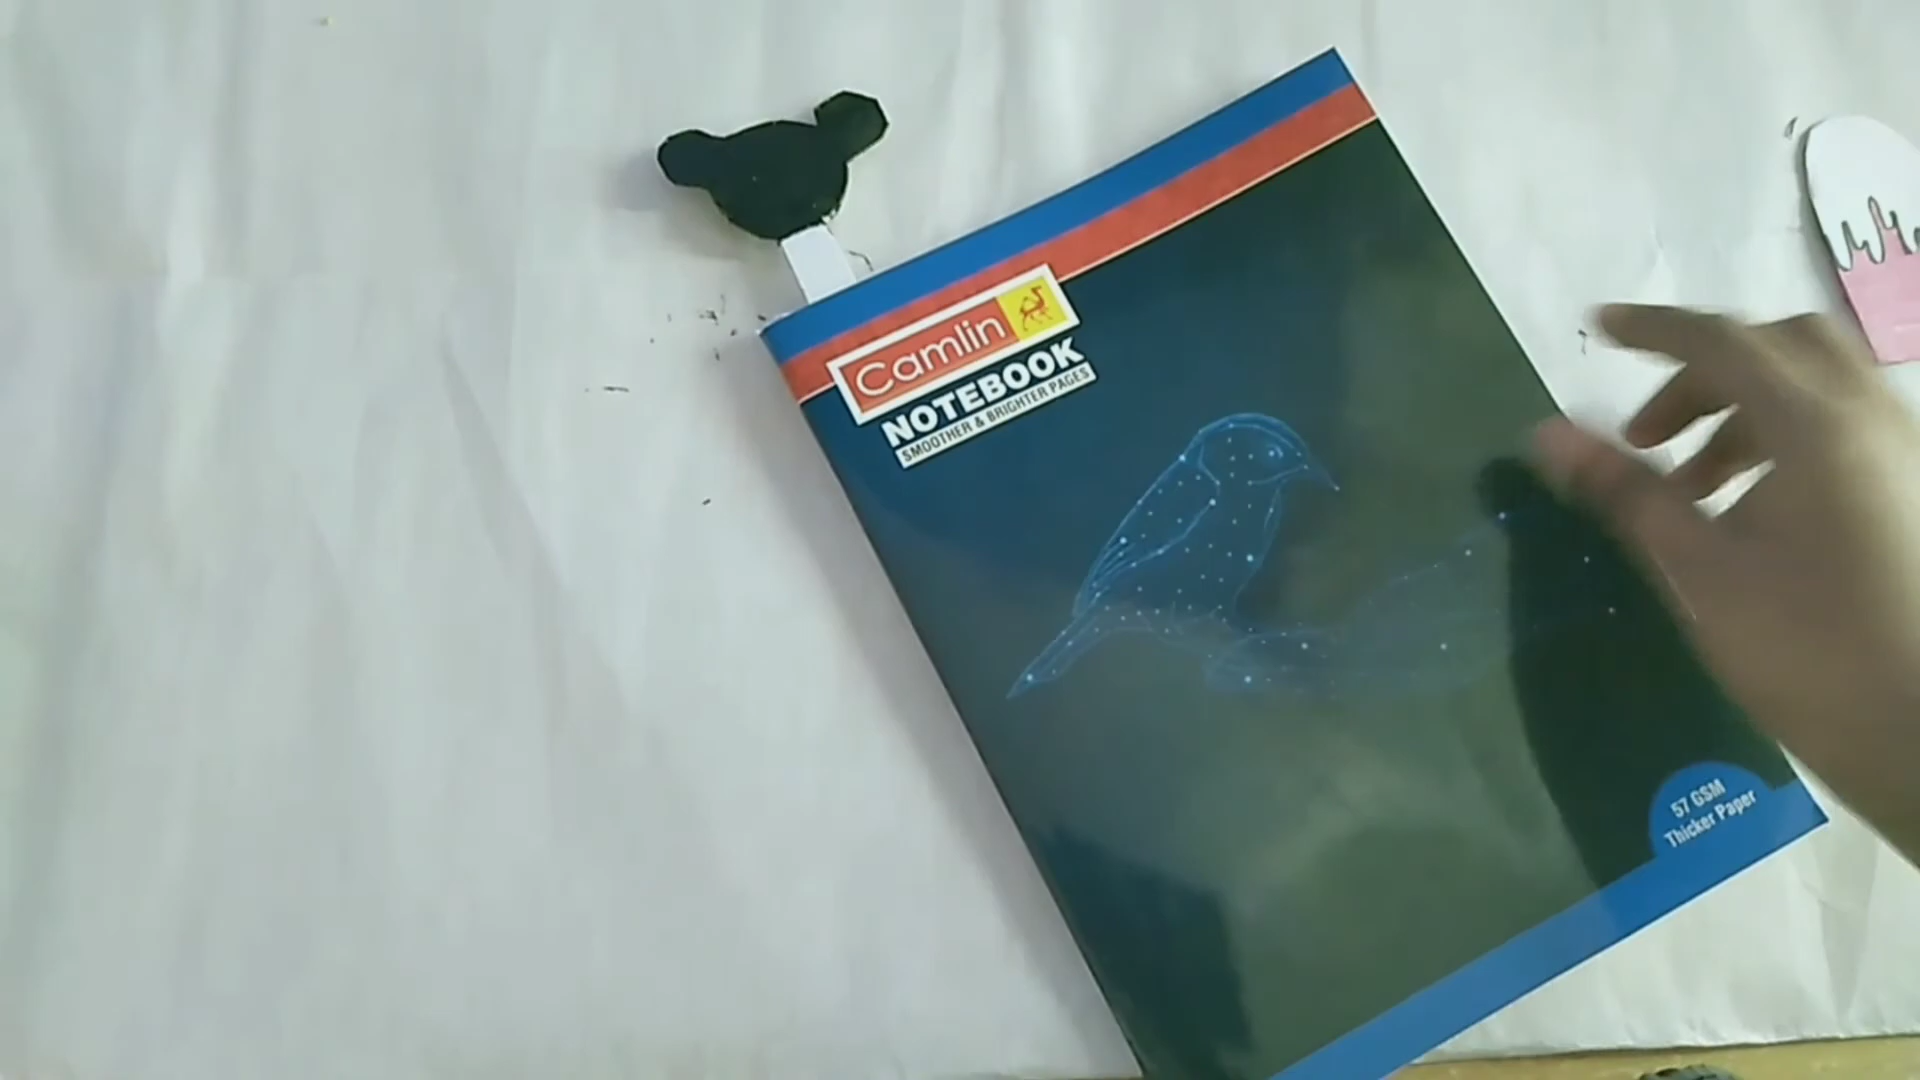 Camlin
NOTEBOOK
SMOOTHER & BRIGHTER PAGES
57 GSM
Thicker Paper